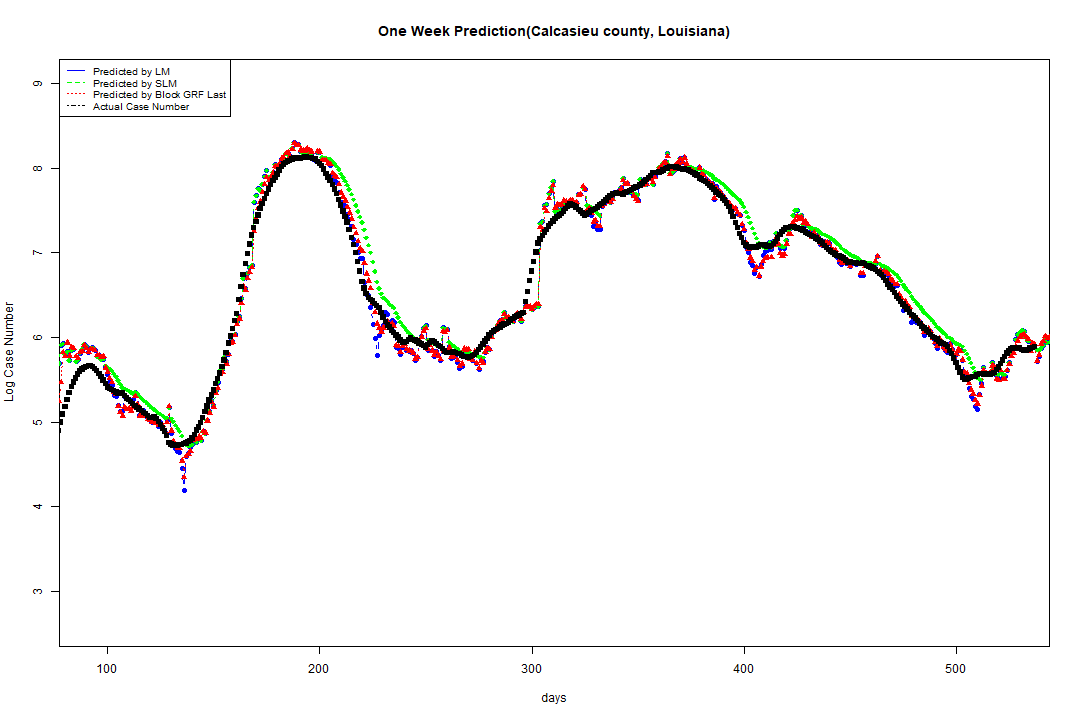 One Week Prediction(Calcasieu county, Louisiana)
Predicted by LM
Predicted by SLM
Predicted by Block GRF Last
Actual Case Number
9
8
7
6
5
4
3
Log Case Number
100 200 300 400 500
days